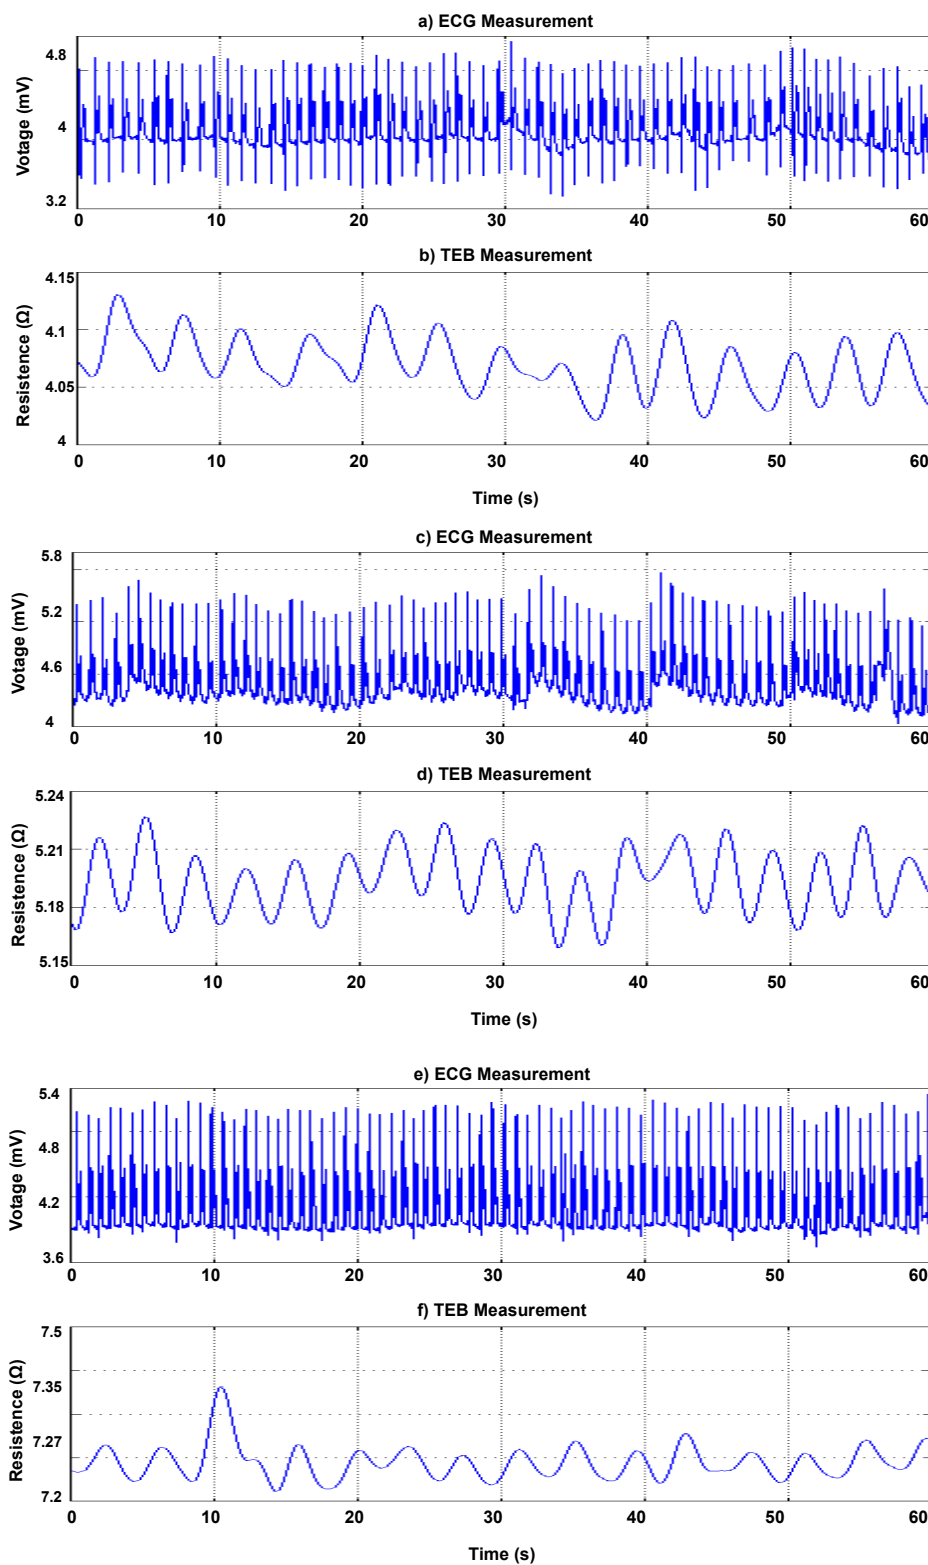 a) ECG Measurement
4.8
4
3.2
Votage (mV)
0 10 20 30 40 50 60
b) TEB Measurement
4.15
4.1
4.05
4
Resistence (Ω)
0 10 20 30 40 50 60
Time (s)
c) ECG Measurement
5.8
5.2
4.6
4
Votage (mV)
0 10 20 30 40 50 60
d) TEB Measurement
5.24
5.21
5.18
5.15
Resistence (Ω)
0 10 20 30 40 50 60
Time (s)
e) ECG Measurement
5.4
4.8
4.2
3.6
Votage (mV)
0 10 20 30 40 50 60
f) TEB Measurement
7.5
7.35
7.27
7.2
Resistence (Ω)
0 10 20 30 40 50 60
Time (s)